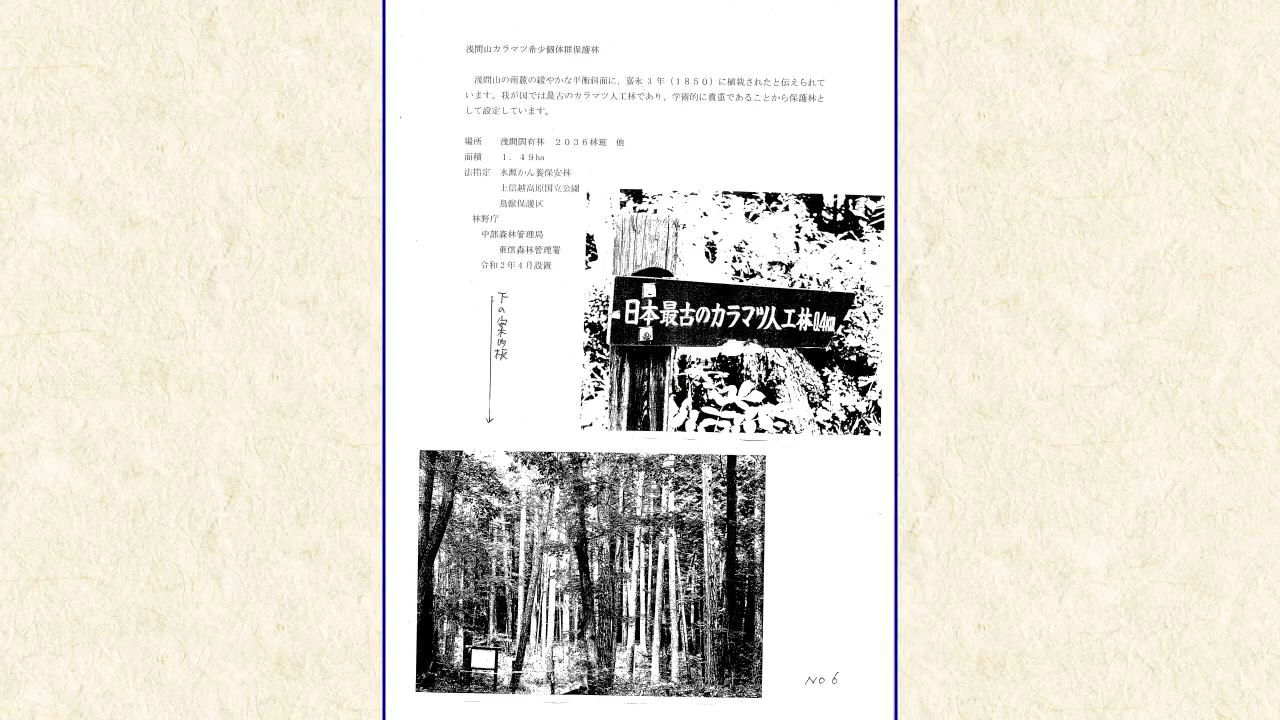 浅間山カラマツ希少個体群保護林
浅間山の南麓の緩やかな平衡斜面に、嘉永３年（１８５０）に植栽されたと伝えられて
います。我が国では最古のカラマツ人工林であり、学術的に貴重であることから保護林と
して設定しています。
場所　浅間国有林　２０３６林班　他
面積　１．４９ha
法指定　水源かん養保安林
上信越高原国立公園
鳥獣保護区
林野庁
中部森林管理局
東信森林管理署
令和２年４月設置
下の案内板
日本最古のカラマツ人工林0.4km
NO 6